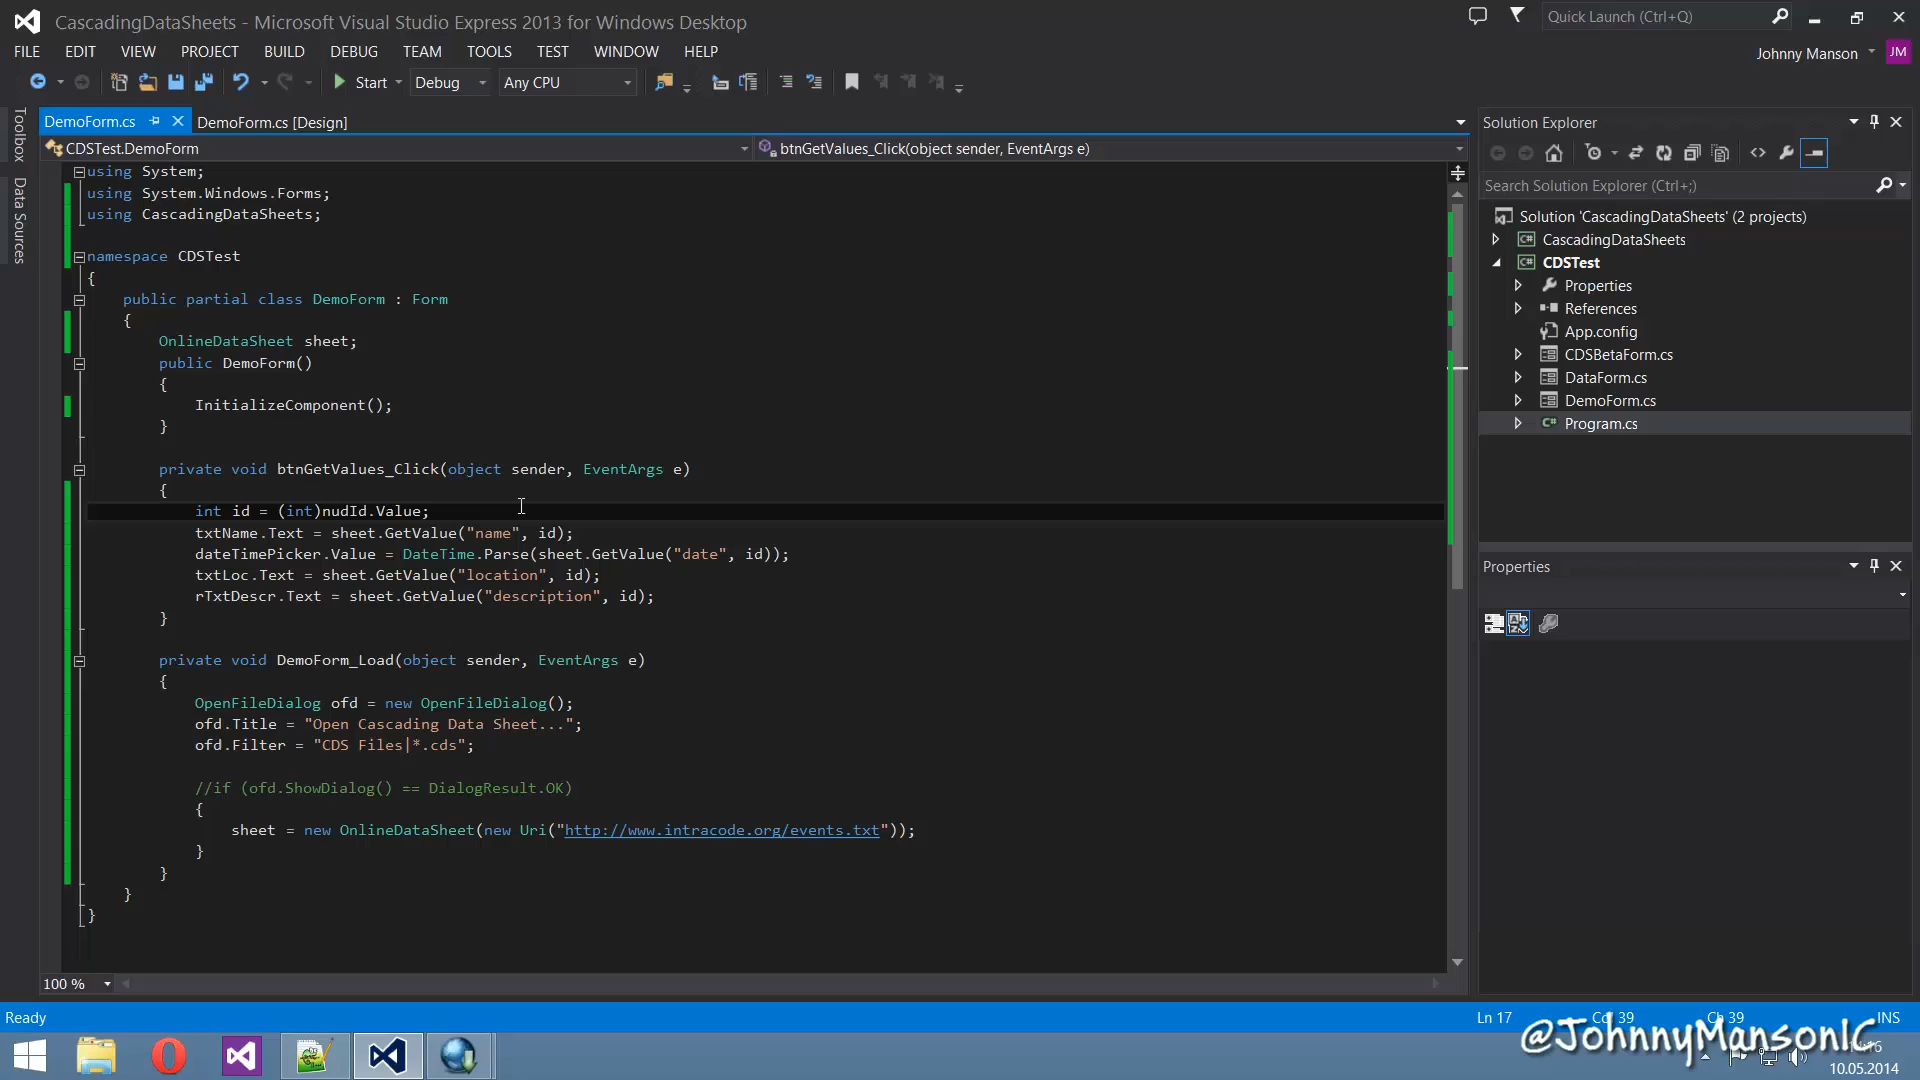 CascadingDataSheets - Microsoft Visual Studio Express 2013 for Windows Desktop
Quick Launch (Ctrl+Q)
FILE EDIT VIEW PROJECT BUILD DEBUG TEAM TOOLS TEST WINDOW HELP
Johnny Manson JM
Start Debug Any CPU
Toolbox
Data Sources
DemoForm.cs DemoForm.cs [Design]
CDSTest.DemoForm btnGetValues_Click(object sender, EventArgs e)
using System;
using System.Windows.Forms;
using CascadingDataSheets;
namespace CDSTest
{
public partial class DemoForm : Form
{
OnlineDataSheet sheet;
public DemoForm()
{
InitializeComponent();
}
private void btnGetValues_Click(object sender, EventArgs e)
{
int id = (int)nudId.Value;
txtName.Text = sheet.GetValue("name", id);
dateTimePicker.Value = DateTime.Parse(sheet.GetValue("date", id));
txtLoc.Text = sheet.GetValue("location", id);
rTxtDescr.Text = sheet.GetValue("description", id);
}
private void DemoForm_Load(object sender, EventArgs e)
{
OpenFileDialog ofd = new OpenFileDialog();
ofd.Title = "Open Cascading Data Sheet...";
ofd.Filter = "CDS Files|*.cds";
//if (ofd.ShowDialog() == DialogResult.OK)
{
sheet = new OnlineDataSheet(new Uri("http://www.intracode.org/events.txt"));
}
}
}
}
100 %
Solution Explorer
Search Solution Explorer (Ctrl+;)
Solution 'CascadingDataSheets' (2 projects)
CascadingDataSheets
CDSTest
Properties
References
App.config
CDSBetaForm.cs
DataForm.cs
DemoForm.cs
Program.cs
Properties
Ready
Ln 17 Col 39 Ch 39 INS
@JohnnyMansonIC
10.05.2014